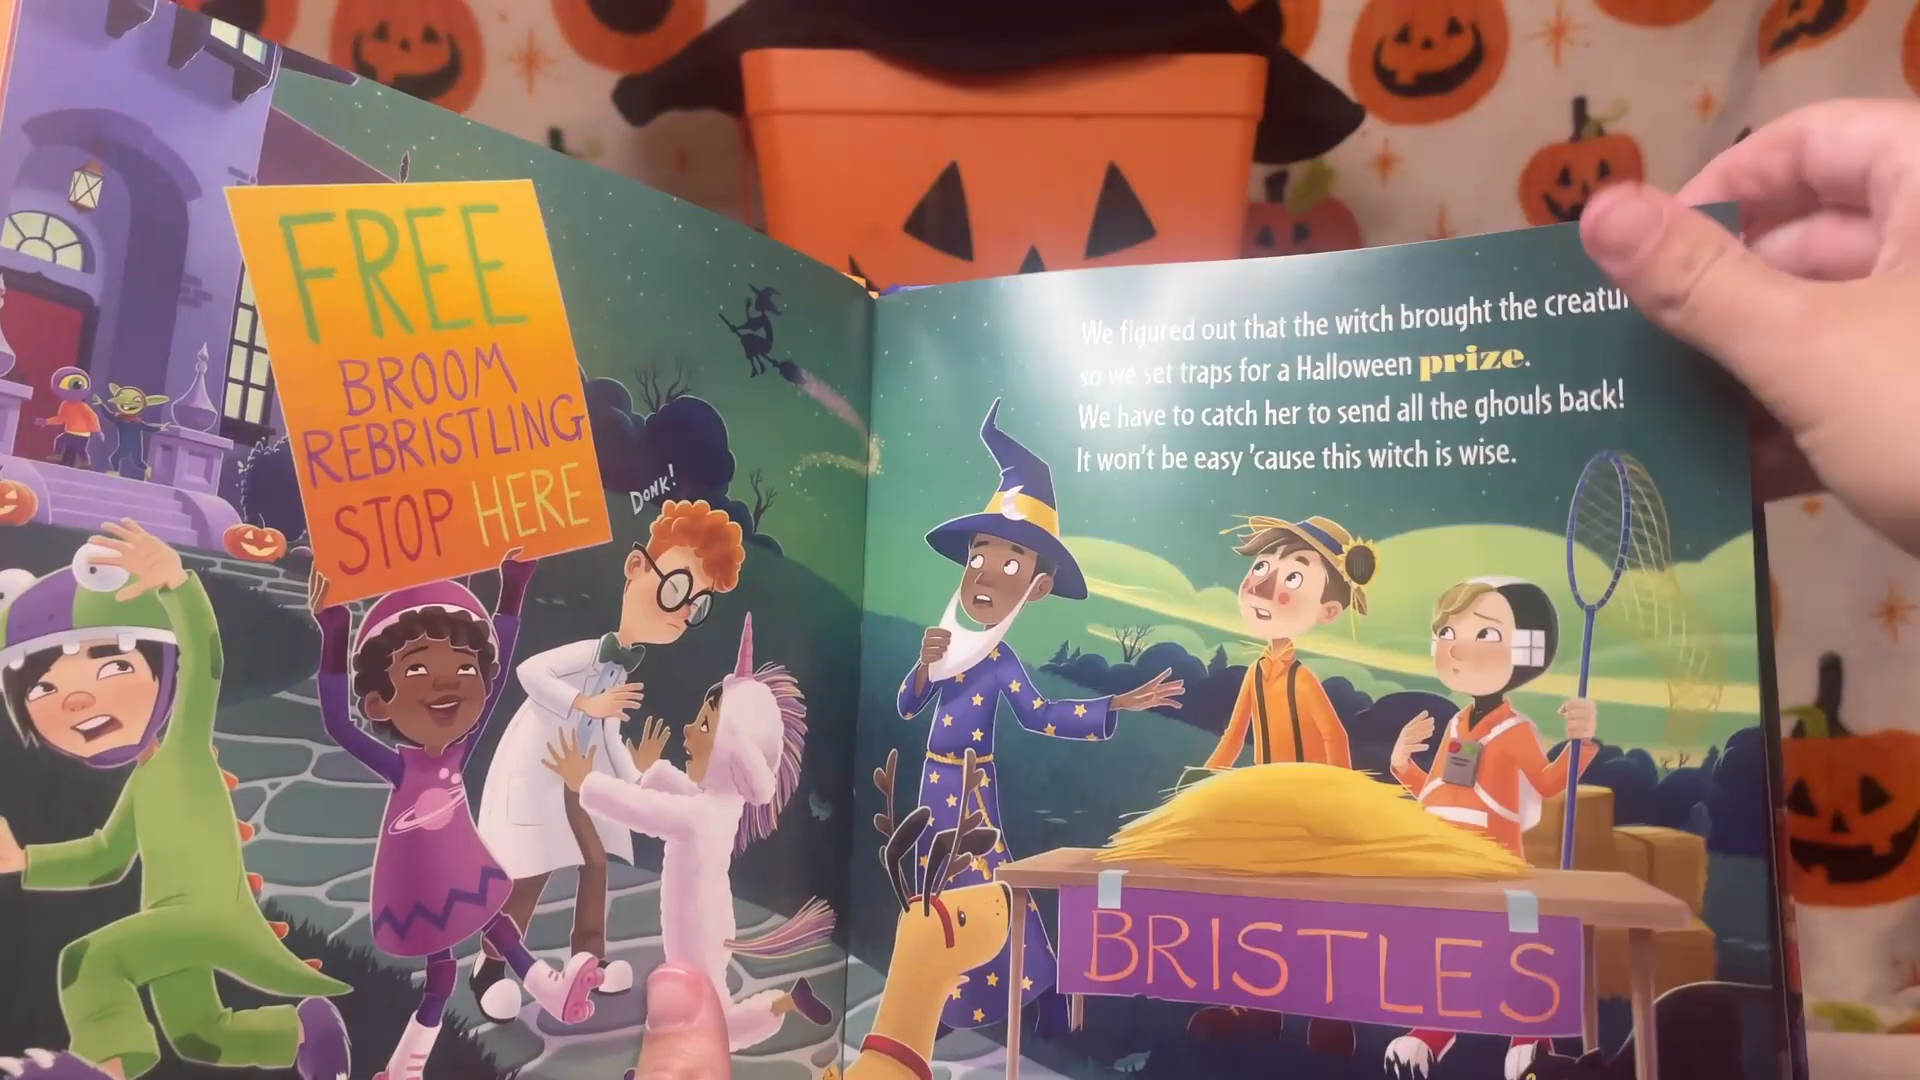 FREE
BROOM
REBRISTLING
STOP HERE
DONK!
We figured out that the witch brought the
so we set traps for a Halloween prize.
We have to catch her to send all the ghouls back!
It won't be easy 'cause this witch is wise.
BRISTLES